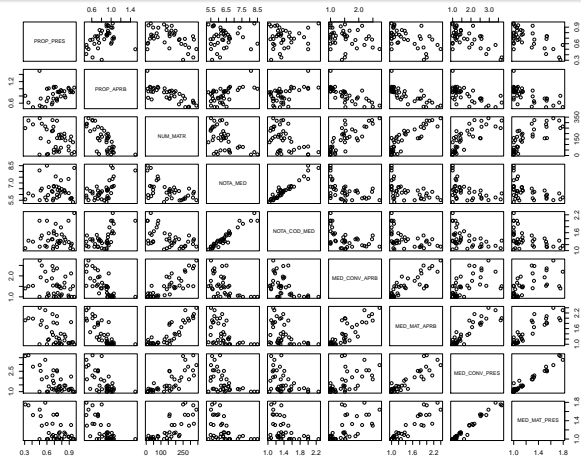 0.6 1.0 1.4
5.5 6.5 7.5 8.5
1.0 2.0
1.0 2.0 3.0
PROP_PRES
0.3 0.6 0.9
0.6 1.2
PROP_APRB
NUM_MATR
0 150 350
5.5 7.0 8.5
NOTA_MED
NOTA_COD_MED
1.0 1.6 2.2
1.0 2.0
MED_CONV_APRB
MED_MAT_APRB
1.0 1.6 2.2
1.0 2.5
MED_CONV_PRES
MED_MAT_PRES
1.0 1.4 1.8
0.3 0.6 0.9
0 100 250
1.0 1.4 1.8 2.2
1.0 1.6 2.2
1.0 1.4 1.8